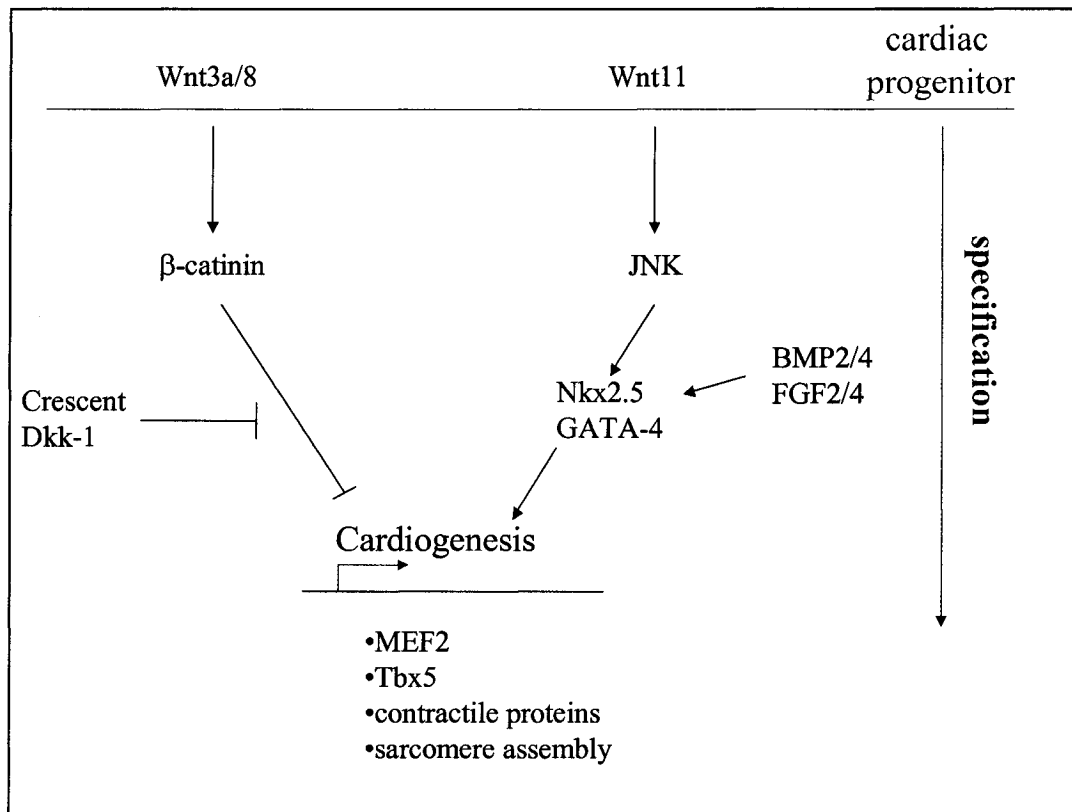 Wnt3a/8
Wnt11
cardiac
progenitor
β-catinin
JNK
specification
BMP2/4
FGF2/4
Nkx2.5
GATA-4
Crescent
Dkk-1
Cardiogenesis
•MEF2
•Tbx5
•contractile proteins
•sarcomere assembly